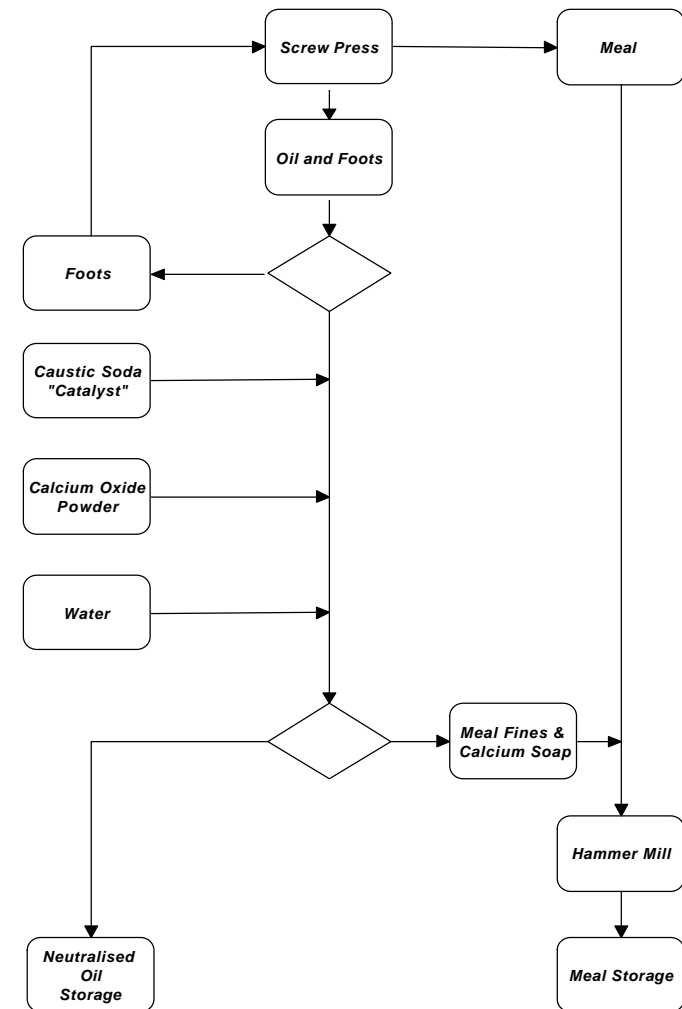 Screw Press
Meal
Oil and Foots
Foots
Caustic Soda
"Catalyst"
Calcium Oxide
Powder
Water
Meal Fines &
Calcium Soap
Hammer Mill
Neutralised
Oil
Storage
Meal Storage